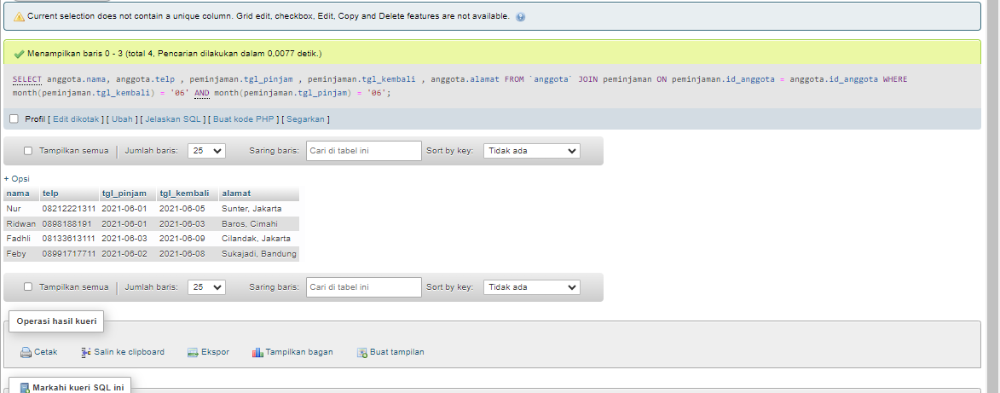 Current selection does not contain a unique column. Grid edit, checkbox, Edit, Copy and Delete features are not available.
Menampilkan baris 0 - 3 (total 4, Pencarian dilakukan dalam 0,0077 detik.)
SELECT anggota.nama, anggota.telp , peminjaman.tgl_pinjam , peminjaman.tgl_kembali , anggota.alamat FROM `anggota` JOIN peminjaman ON peminjaman.id_anggota = anggota.id_anggota WHERE
month(peminjaman.tgl_kembali) = '06' AND month(peminjaman.tgl_pinjam) = '06';
Profil [ Edit dikotak ] [ Ubah ] [ Jelaskan SQL ] [ Buat kode PHP ] [ Segarkan ]
Tampilkan semua Jumlah baris: 25 Saring baris: Cari di tabel ini Sort by key: Tidak ada
+ Opsi
nama telp tgl_pinjam tgl_kembali alamat
Nur 08212221311 2021-06-01 2021-06-05 Sunter, Jakarta
Ridwan 0898188191 2021-06-01 2021-06-03 Baros, Cimahi
Fadhli 08133613111 2021-06-03 2021-06-09 Cilandak, Jakarta
Feby 08991717711 2021-06-02 2021-06-08 Sukajadi, Bandung
Tampilkan semua Jumlah baris: 25 Saring baris: Cari di tabel ini Sort by key: Tidak ada
Operasi hasil kueri
Cetak Salin ke clipboard Ekspor Tampilkan bagan Buat tampilan
Markahi kueri SQL ini